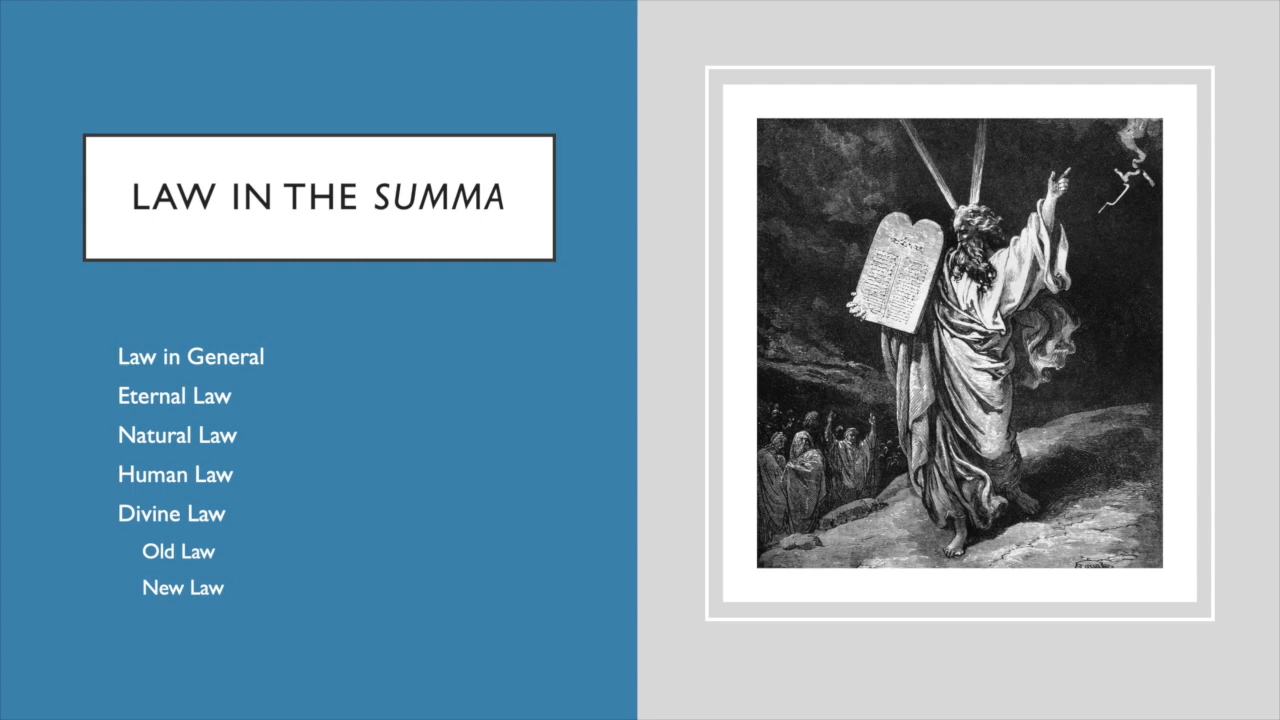 LAW IN THE SUMMA
Law in General
Eternal Law
Natural Law
Human Law
Divine Law
Old Law
New Law